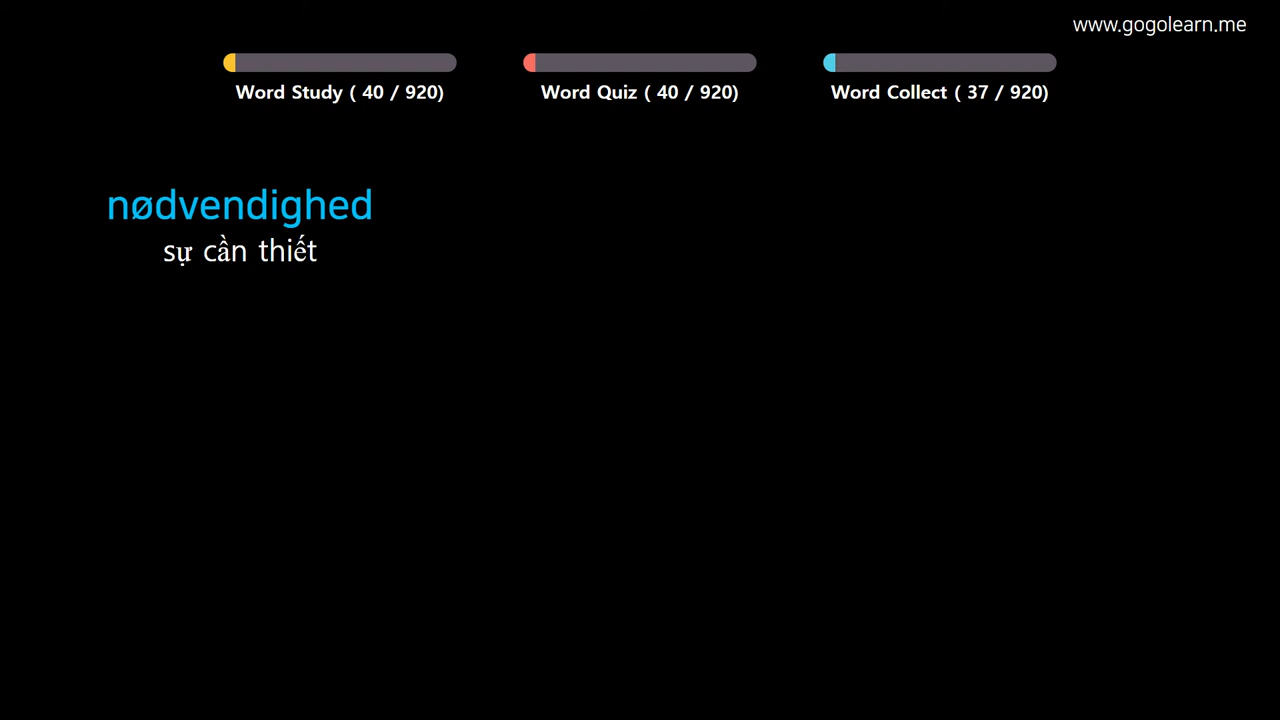 www.gogolearn.me
Word Study ( 40 / 920)
Word Quiz ( 40 / 920)
Word Collect ( 37 / 920)
nødvendighed
sự cần thiết